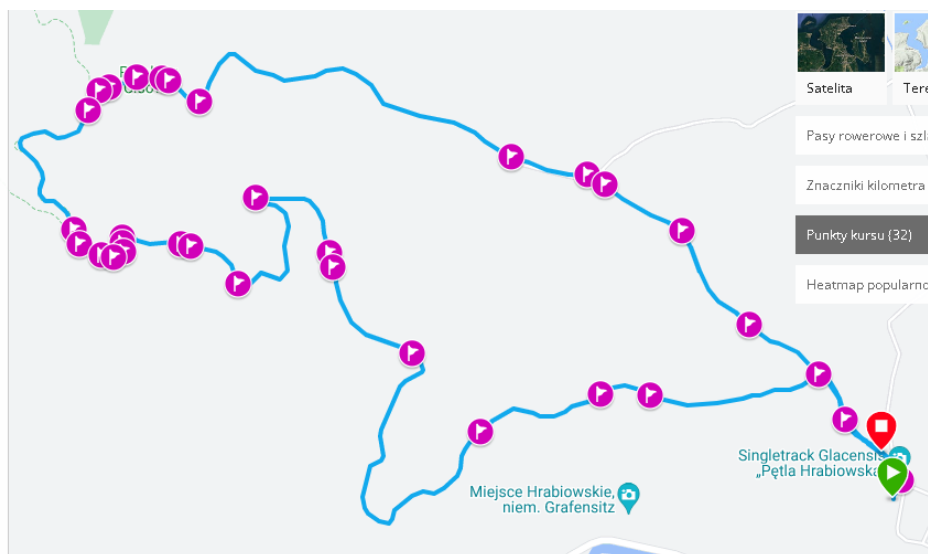 Satelita
Tere
Pasy rowerowe i szla
Znaczniki kilometra
Punkty kursu (32)
Heatmap popularno
Singletrack Glacensis
„Pętla Hrabiowska
Miejsce Hrabiowskie,
niem. Grafensitz